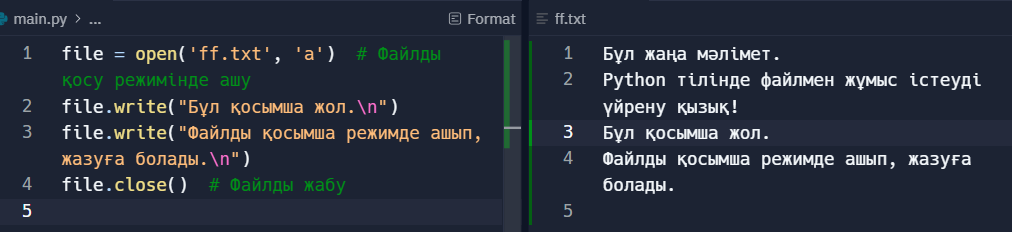 main.py > ...
Format
1 file = open('ff.txt', 'a')  # Файлды
қосу режимінде ашу
2 file.write("Бұл қосымша жол.\n")
3 file.write("Файлды қосымша режимде ашып,
жазуға болады.\n")
4 file.close()  # Файлды жабу
5
ff.txt
1 Бұл жаңа мәлімет.
2 Python тілінде файлмен жұмыс істеуді
үйрену қызық!
3 Бұл қосымша жол.
4 Файлды қосымша режимде ашып, жазуға
болады.
5